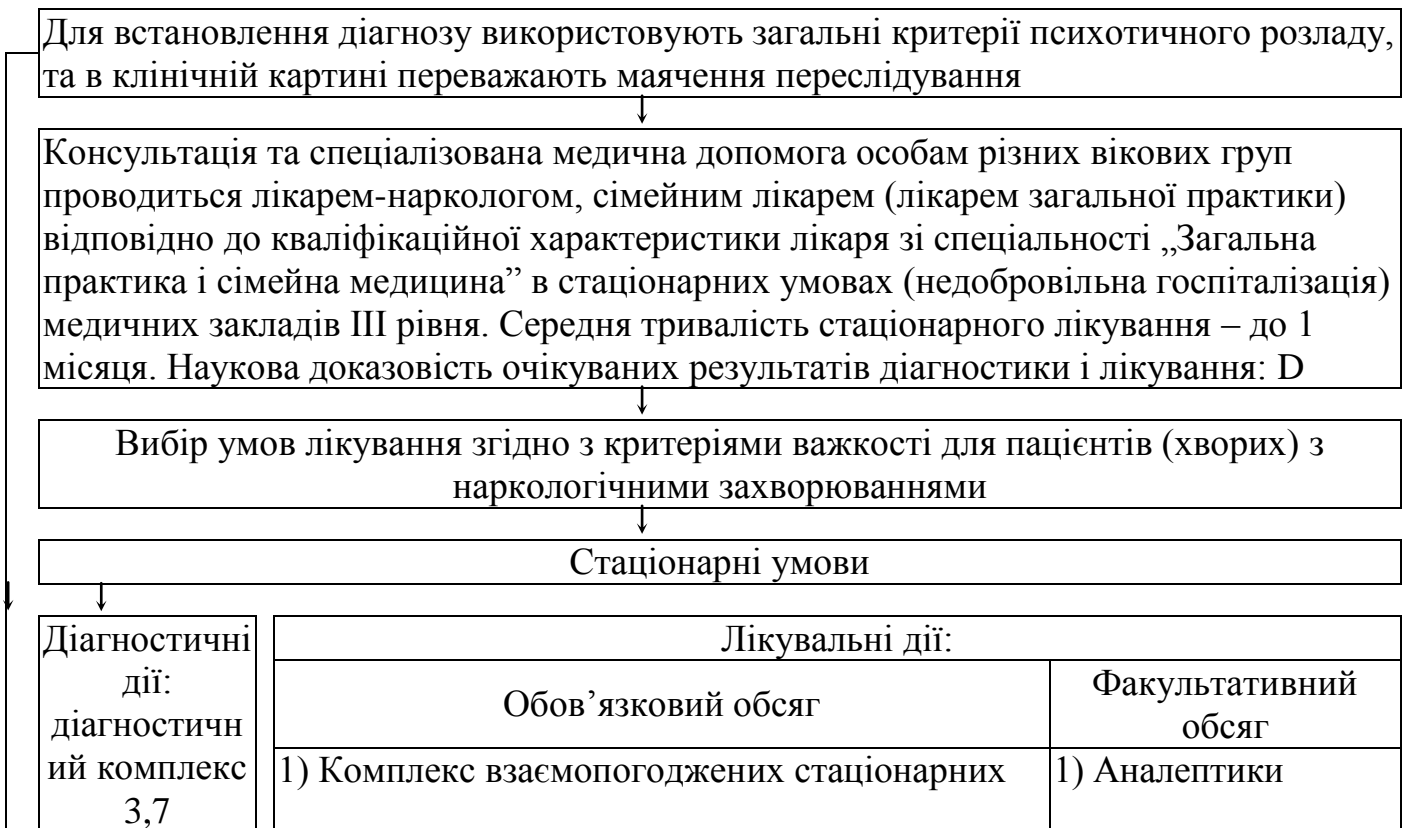 Для встановлення діагнозу використовують загальні критерії психотичного розладу,
та в клінічній картині переважають маячення переслідування
Консультація та спеціалізована медична допомога особам різних вікових груп
проводиться лікарем-наркологом, сімейним лікарем (лікарем загальної практики)
відповідно до кваліфікаційної характеристики лікаря зі спеціальності „Загальна
практика і сімейна медицина” в стаціонарних умовах (недобровільна госпіталізація)
медичних закладів III рівня. Середня тривалість стаціонарного лікування – до 1
місяця. Наукова доказовість очікуваних результатів діагностики і лікування: D
Вибір умов лікування згідно з критеріями важкості для пацієнтів (хворих) з
наркологічними захворюваннями
Стаціонарні умови
Діагностичні
дії:
діагностичн
ий комплекс
3,7
Лікувальні дії:
Обов’язковий обсяг
Факультативний
обсяг
1) Комплекс взаємопогоджених стаціонарних
1) Аналептики